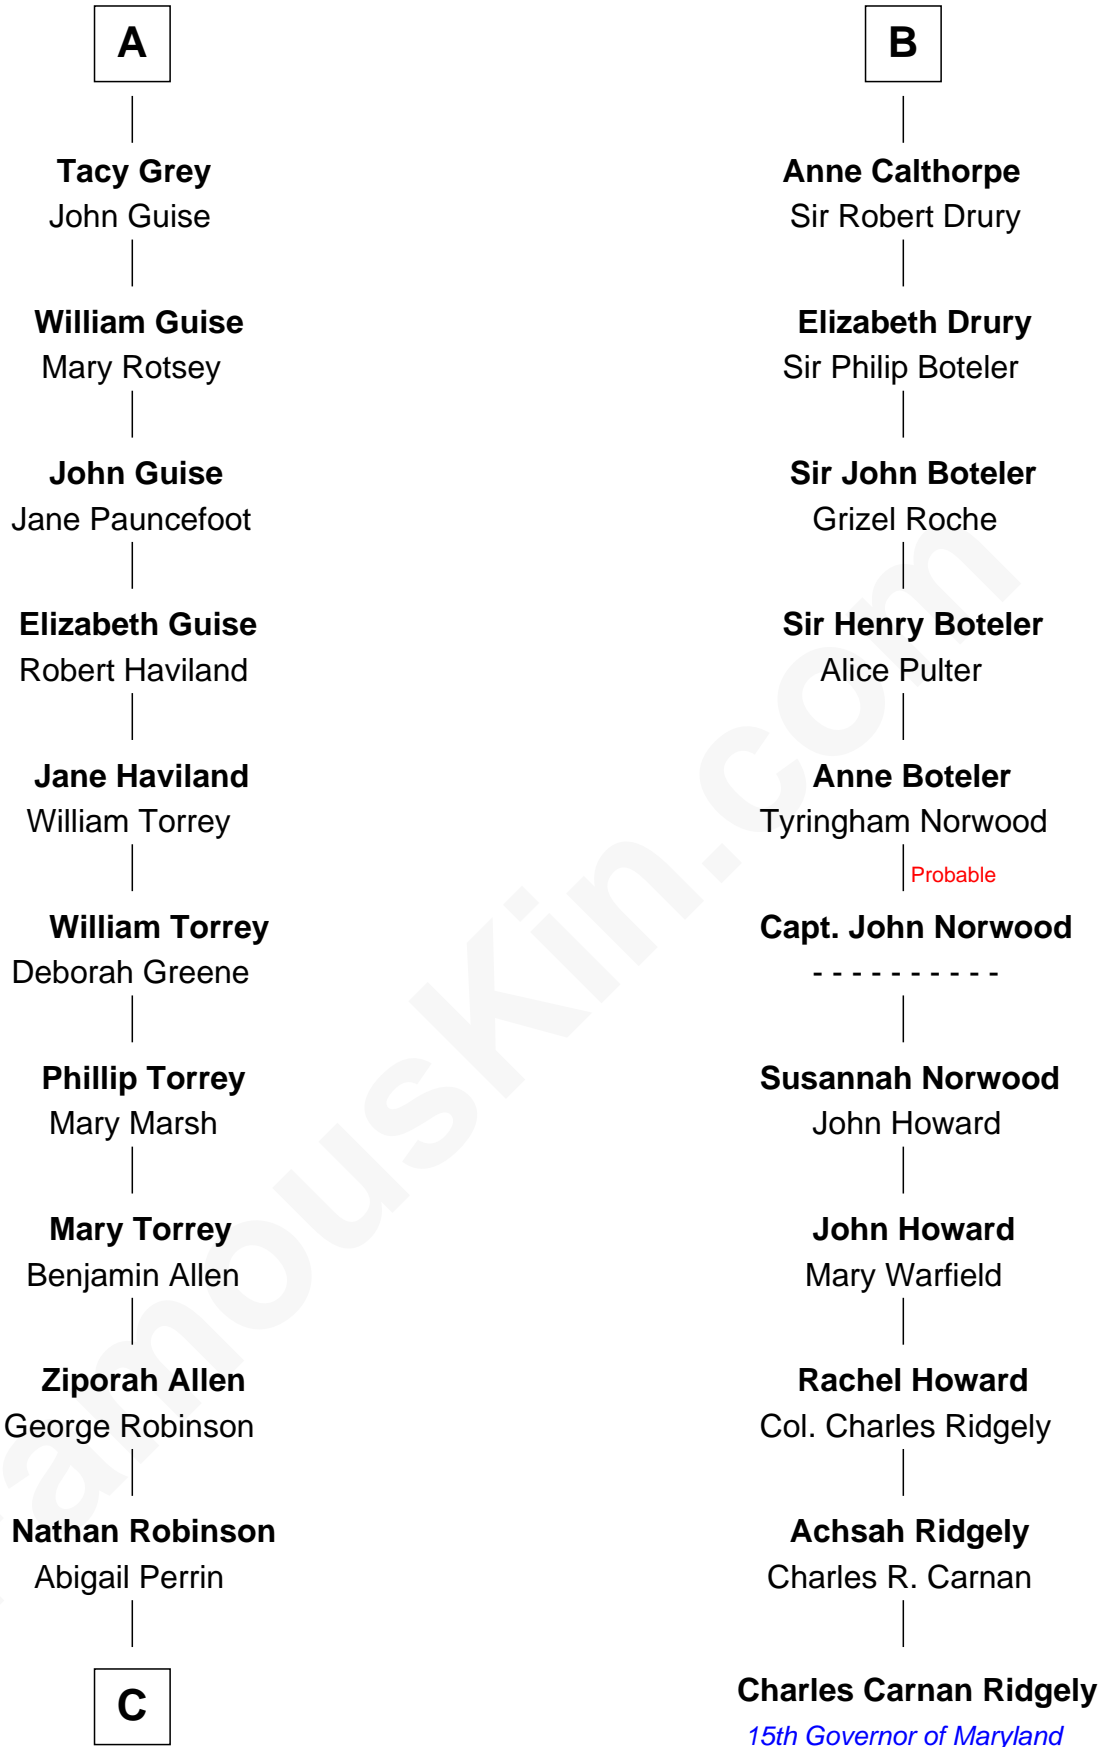 A
Tacy Grey
John Guise
William Guise
Mary Rotsey
John Guise
Jane Pauncefoot
Elizabeth Guise
Robert Haviland
Jane Haviland
William Torrey
William Torrey
Deborah Greene
Phillip Torrey
Mary Marsh
Mary Torrey
Benjamin Allen
Ziporah Allen
George Robinson
Nathan Robinson
Abigail Perrin
C
B
Anne Calthorpe
Sir Robert Drury
Elizabeth Drury
Sir Philip Boteler
Sir John Boteler
Grizel Roche
Sir Henry Boteler
Alice Pulter
Anne Boteler
Tyringham Norwood
Probable
Capt. John Norwood
- - - - - - - - - -
Susannah Norwood
John Howard
John Howard
Mary Warfield
Rachel Howard
Col. Charles Ridgely
Achsah Ridgely
Charles R. Carnan
Charles Carnan Ridgely
15th Governor of Maryland
FamousKin.com